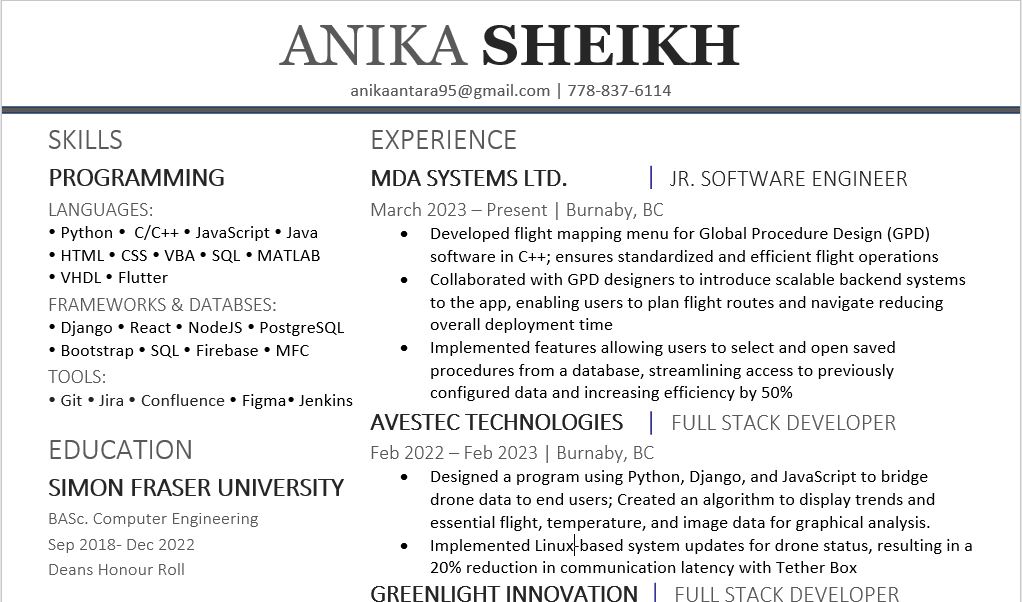 ANIKA SHEIKH
anikaantara95@gmail.com | 778-837-6114
SKILLS
PROGRAMMING
LANGUAGES:
• Python • C/C++ • JavaScript • Java
• HTML • CSS • VBA • SQL • MATLAB
• VHDL • Flutter
FRAMEWORKS & DATABSES:
• Django • React • NodeJS • PostgreSQL
• Bootstrap • SQL • Firebase • MFC
TOOLS:
• Git • Jira • Confluence • Figma• Jenkins
EDUCATION
SIMON FRASER UNIVERSITY
BASc. Computer Engineering
Sep 2018- Dec 2022
Deans Honour Roll
EXPERIENCE
MDA SYSTEMS LTD. | JR. SOFTWARE ENGINEER
March 2023 – Present | Burnaby, BC
• Developed flight mapping menu for Global Procedure Design (GPD)
software in C++; ensures standardized and efficient flight operations
• Collaborated with GPD designers to introduce scalable backend systems
to the app, enabling users to plan flight routes and navigate reducing
overall deployment time
• Implemented features allowing users to select and open saved
procedures from a database, streamlining access to previously
configured data and increasing efficiency by 50%
AVESTEC TECHNOLOGIES | FULL STACK DEVELOPER
Feb 2022 – Feb 2023 | Burnaby, BC
• Designed a program using Python, Django, and JavaScript to bridge
drone data to end users; Created an algorithm to display trends and
essential flight, temperature, and image data for graphical analysis.
• Implemented Linux-based system updates for drone status, resulting in a
20% reduction in communication latency with Tether Box
GREENLIGHT INNOVATION | FULL STACK DEVELOPER